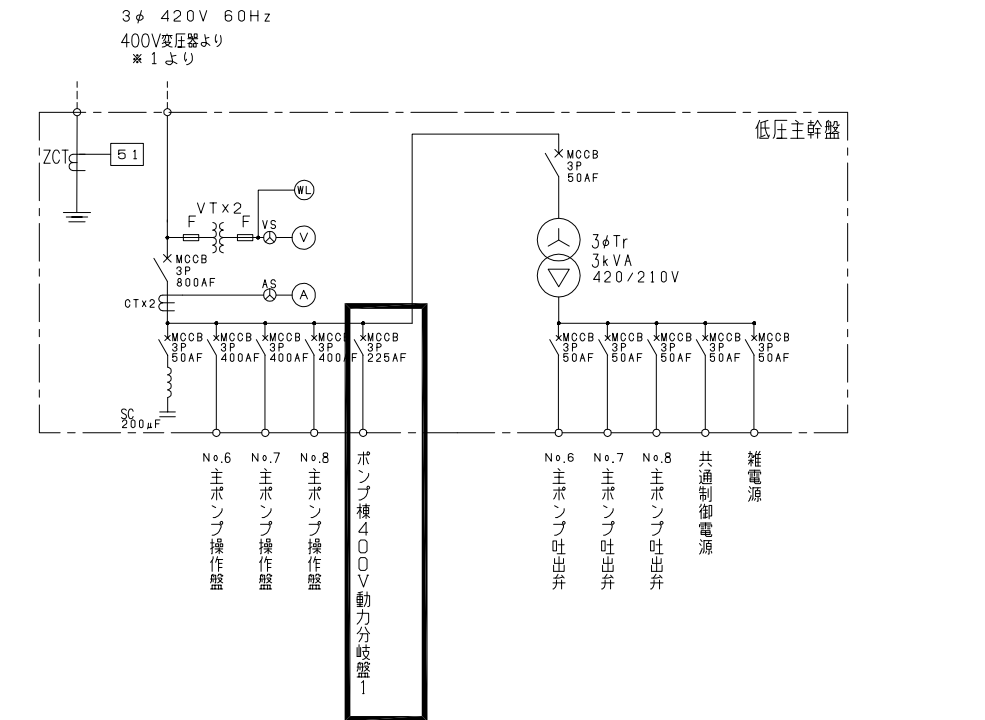 3φ 420V 60Hz
400V変圧器より
※1より
低圧主幹盤
ZCT
51
WL
VT×2
F
F
VS
V
MCCB
3P
800AF
AS
A
CT×2
MCCB
3P
50AF
3φTr
3kVA
420/210V
MCCB
3P
50AF
MCCB
3P
400AF
MCCB
3P
400AF
MCCB
3P
400AF
MCCB
3P
225AF
MCCB
3P
50AF
MCCB
3P
50AF
MCCB
3P
50AF
MCCB
3P
50AF
MCCB
3P
50AF
SC
200μF
No.6
主ポンプ操作盤
No.7
主ポンプ操作盤
No.8
主ポンプ操作盤
ポンプ棟400V動力分岐盤1
No.6
主ポンプ吐出弁
No.7
主ポンプ吐出弁
No.8
主ポンプ吐出弁
共通制御電源
雑電源